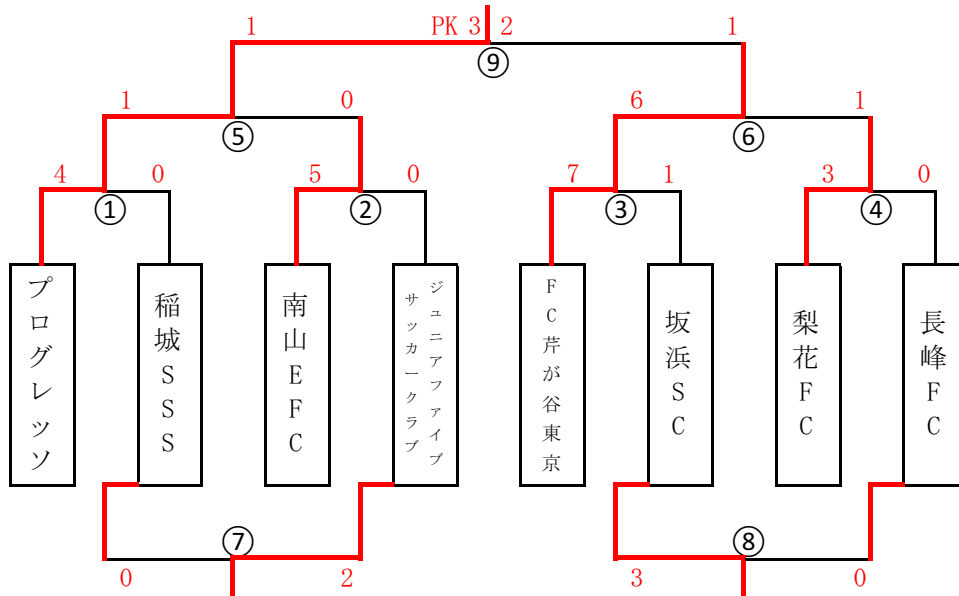 1 PK 3 2 1
⑨
1 0 6 1
⑤ ⑥
4 0 5 0 7 1 3 0
① ② ③ ④
プログレッソ
稲城SSS
南山EFC
ジュニアファイブ
サッカークラブ
FC芹が谷東京
坂浜SC
梨花FC
長峰FC
⑦ ⑧
0 2 3 0